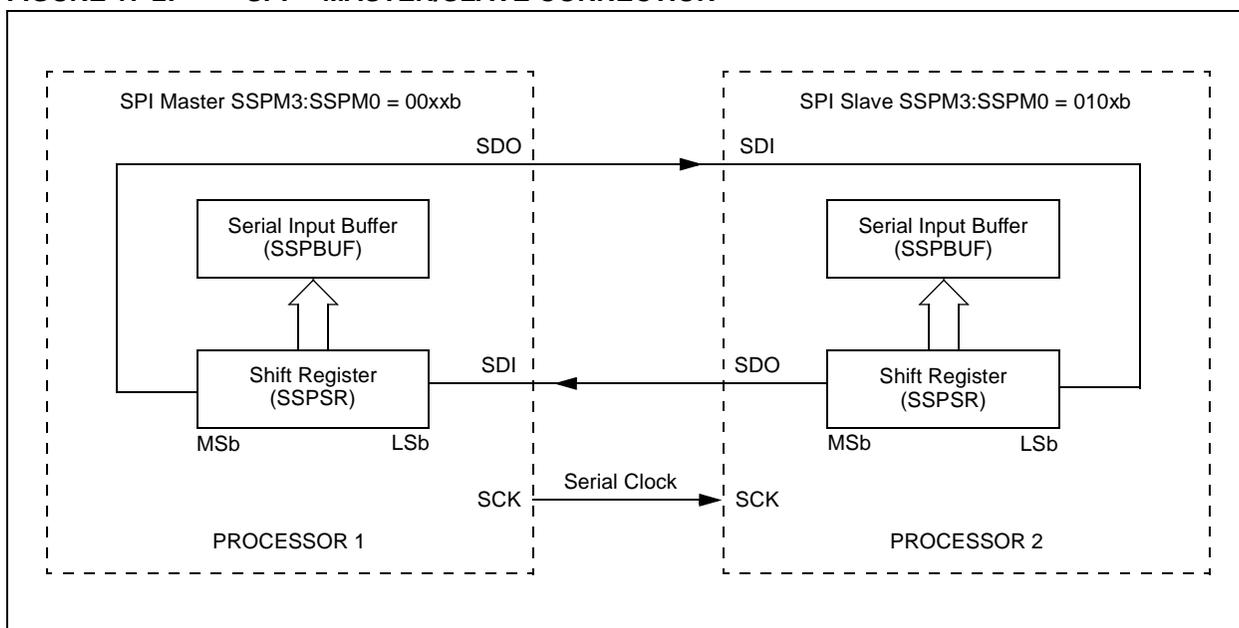 SPI Master SSPM3:SSPM0 = 00xxb
SPI Slave SSPM3:SSPM0 = 010xb
SDO
SDI
Serial Input Buffer
(SSPBUF)
Serial Input Buffer
(SSPBUF)
Shift Register
(SSPSR)
SDI
SDO
Shift Register
(SSPSR)
MSb
LSb
MSb
LSb
Serial Clock
SCK
SCK
PROCESSOR 1
PROCESSOR 2